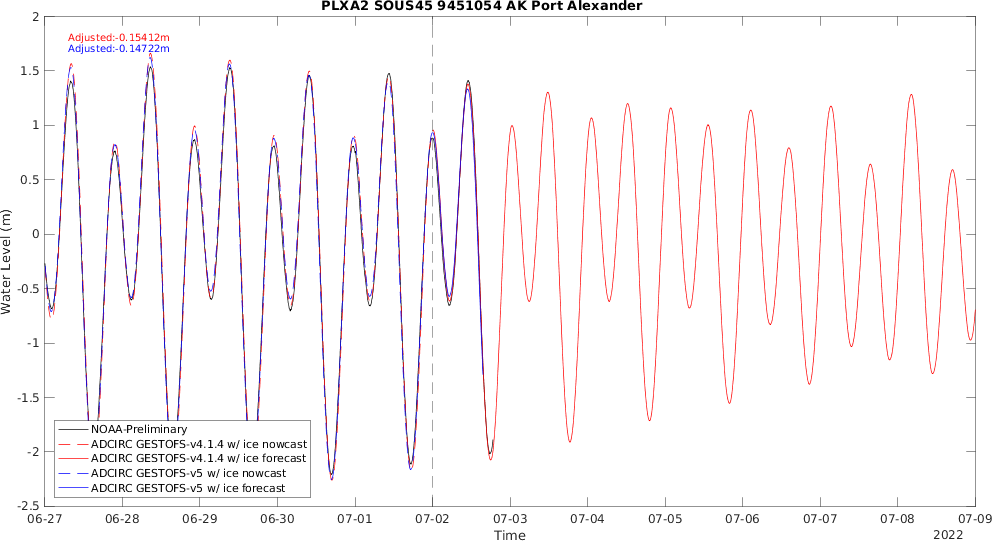 PLXA2 SOUS45 9451054 AK Port Alexander
Adjusted:-0.15412m
Adjusted:-0.14722m
2
1.5
1
0.5
0
-0.5
-1
-1.5
-2
-2.5
Water Level (m)
NOAA-Preliminary
ADCIRC GESTOFS-v4.1.4 w/ ice nowcast
ADCIRC GESTOFS-v4.1.4 w/ ice forecast
ADCIRC GESTOFS-v5 w/ ice nowcast
ADCIRC GESTOFS-v5 w/ ice forecast
06-27 06-28 06-29 06-30 07-01 07-02 07-03 07-04 07-05 07-06 07-07 07-08 07-09
Time
2022